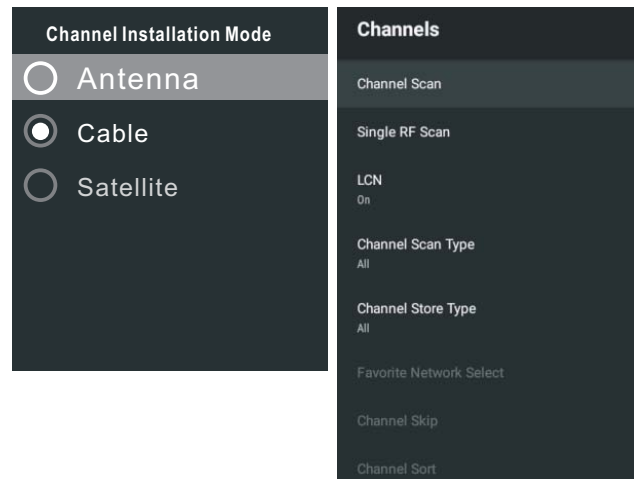 Channel Installation Mode
Antenna
Cable
Satellite
Channels
Channel Scan
Single RF Scan
LCN
On
Channel Scan Type
All
Channel Store Type
All
Favorite Network Select
Channel Skip
Channel Sort